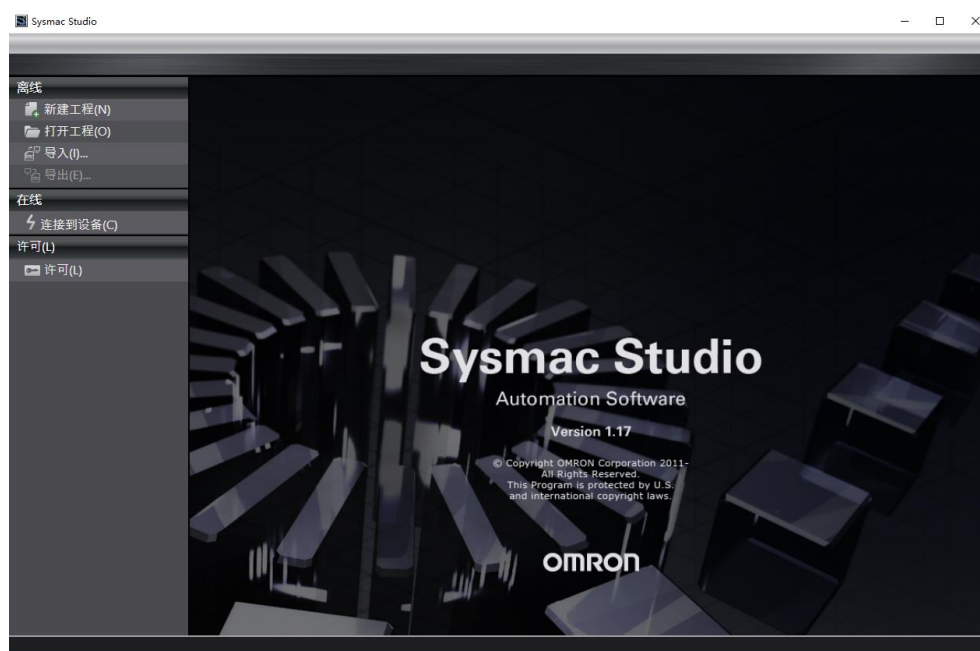 Sysmac Studio
离线
新建工程(N)
打开工程(O)
导入(I)...
导出(E)...
在线
连接到设备(C)
许可(L)
许可(L)
Sysmac Studio
Automation Software
Version 1.17
© Copyright OMRON Corporation 2011-
All Rights Reserved.
This Program is protected by U.S.
and international copyright laws.
OMRON